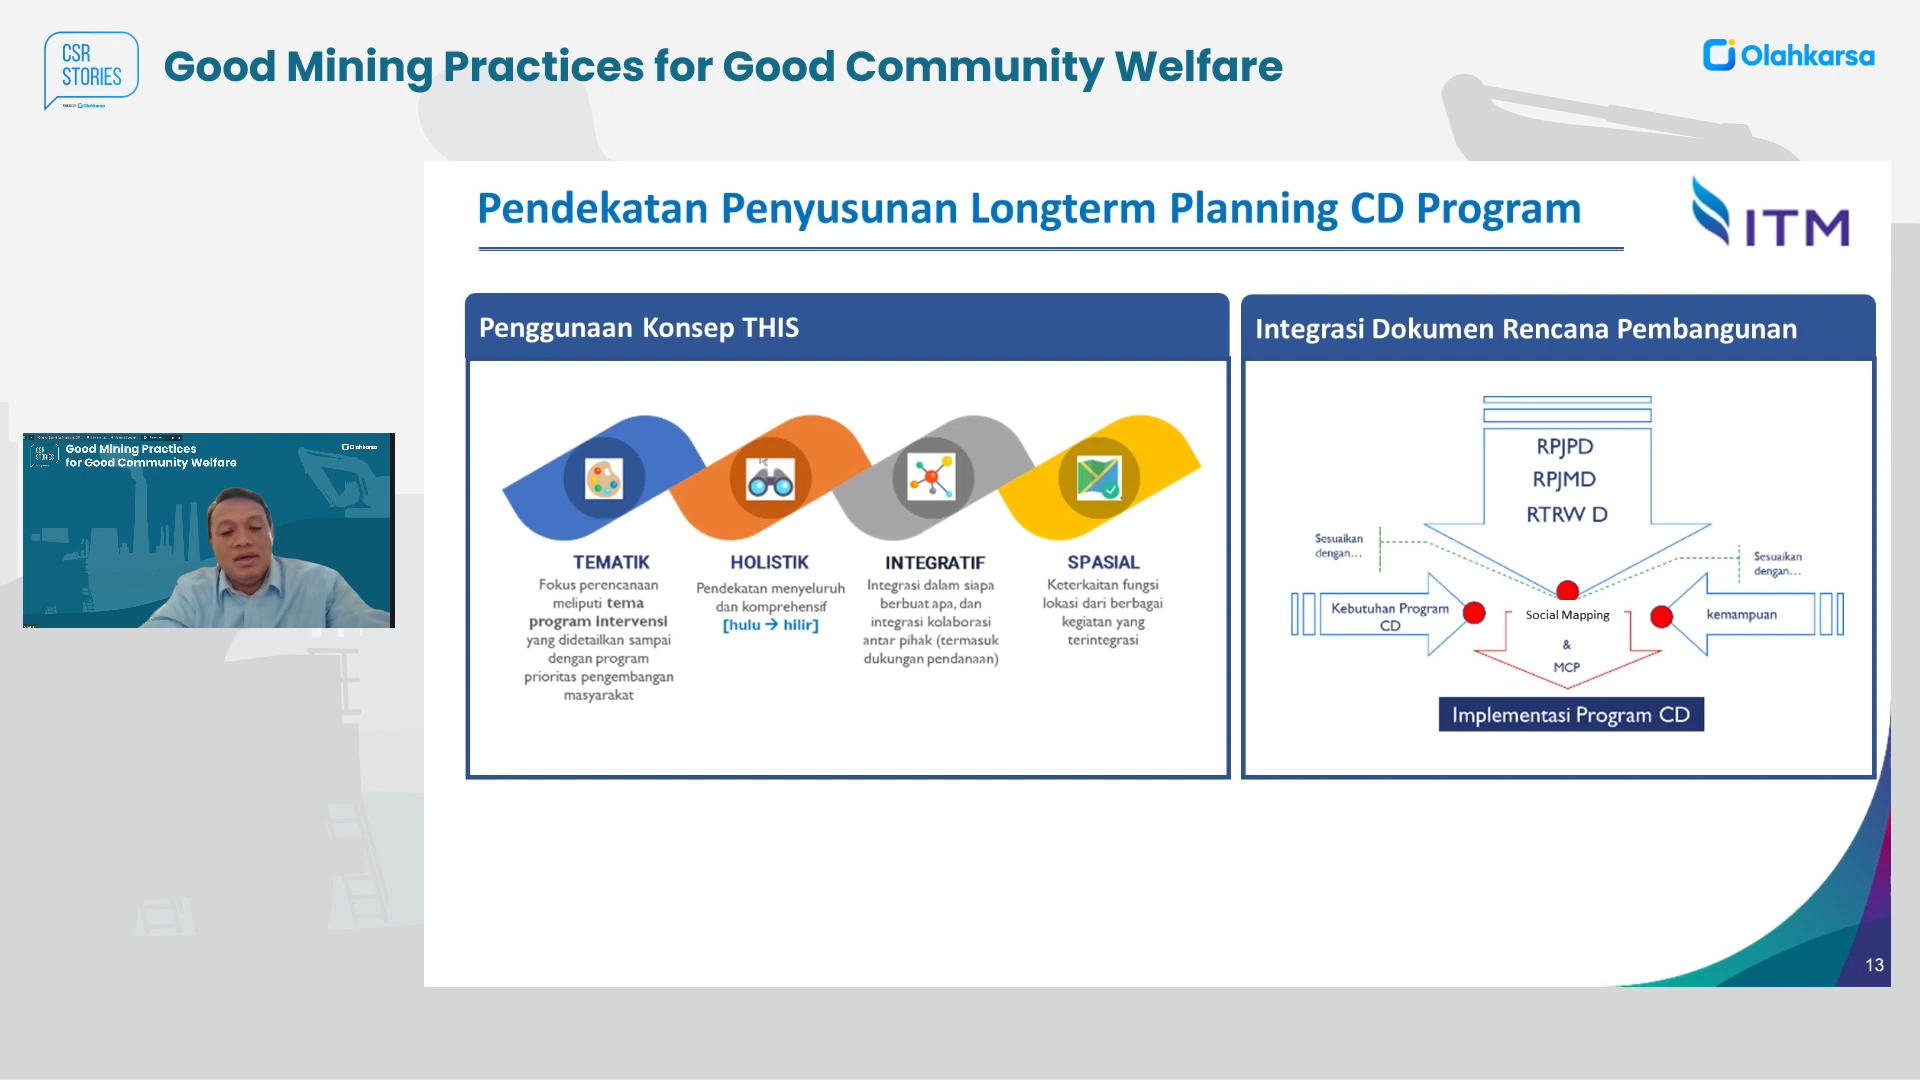 CSR
STORIES
Olahkarsa
Good Mining Practices for Good Community Welfare
Olahkarsa
Good Mining Practices
for Good Community Welfare
Olahkarsa
Pendekatan Penyusunan Longterm Planning CD Program
ITM
Penggunaan Konsep THIS
TEMATIK
Fokus perencanaan
meliputi tema
program intervensi
yang didetailkan sampai
dengan program
prioritas pengembangan
masyarakat
HOLISTIK
Pendekatan menyeluruh
dan komprehensif
[hulu → hilir]
INTEGRATIF
Integrasi dalam siapa
berbuat apa, dan
integrasi kolaborasi
antar pihak (termasuk
dukungan pendanaan)
SPASIAL
Keterkaitan fungsi
lokasi dari berbagai
kegiatan yang
terintegrasi
Integrasi Dokumen Rencana Pembangunan
RPJPD
RPJMD
RTRW D
Sesuaikan
dengan...
Sesuaikan
dengan...
Kebutuhan Program
CD
Social Mapping
&
MCP
kemampuan
Implementasi Program CD
13